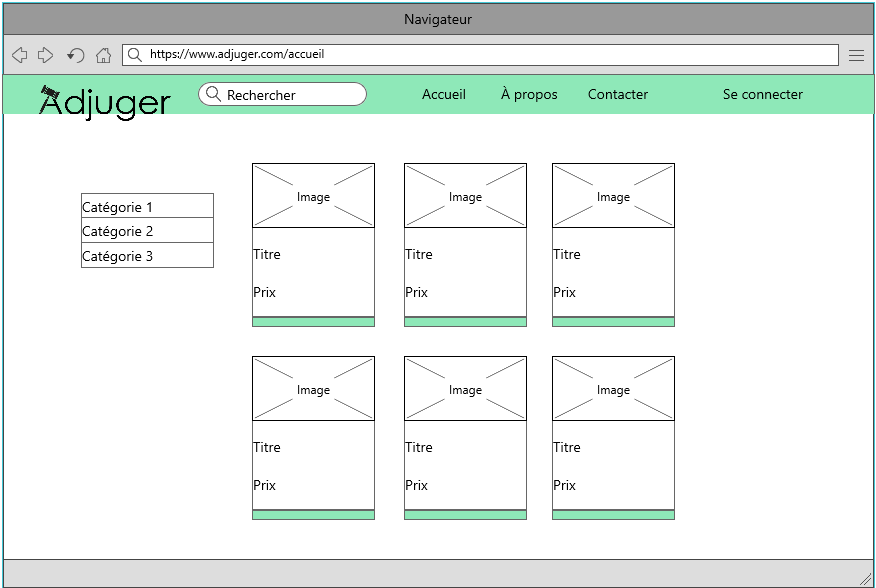 Navigateur
https://www.adjuger.com/accueil
Adjuger Rechercher Accueil À propos Contacter Se connecter
Catégorie 1
Catégorie 2
Catégorie 3
Image Image Image
Titre Titre Titre
Prix Prix Prix
Image Image Image
Titre Titre Titre
Prix Prix Prix